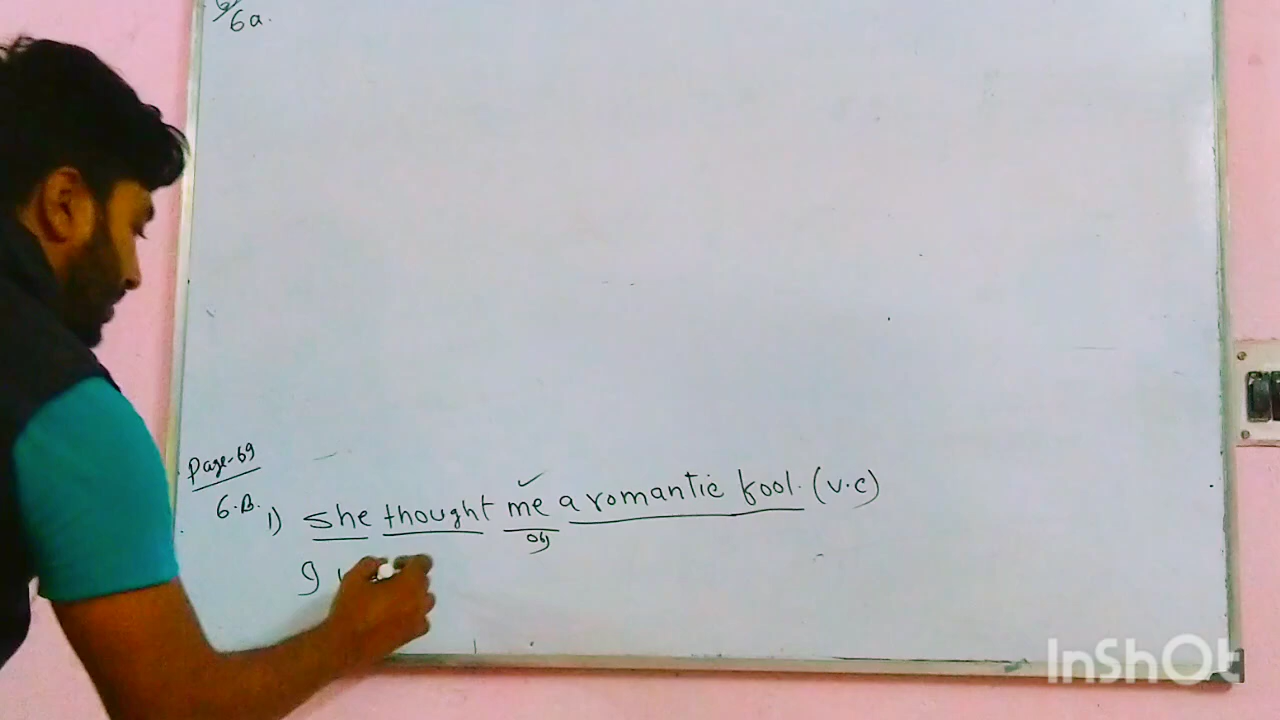 6a.
Page-69
6.B. 1) She thought me a romantic fool. (v.c)
obj
I
InShOt